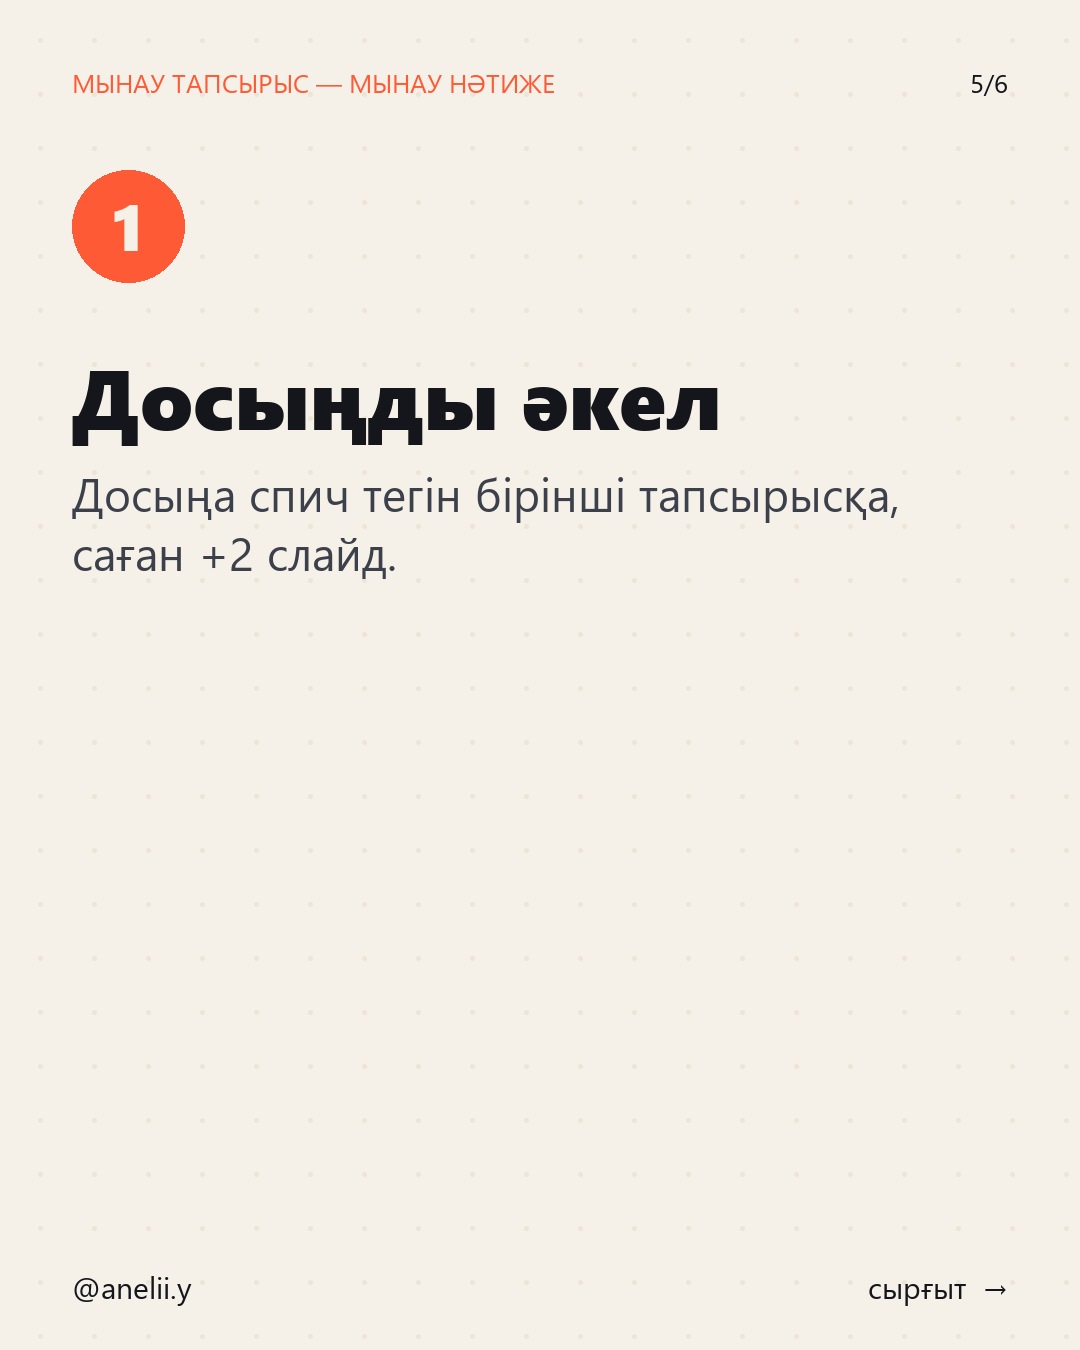 МЫНАУ ТАПСЫРЫС — МЫНАУ НӘТИЖЕ
5/6
1
Досыңды әкел
Досыңа спич тегін бірінші тапсырысқа,
саған +2 слайд.
@anelii.y
сырғыт →